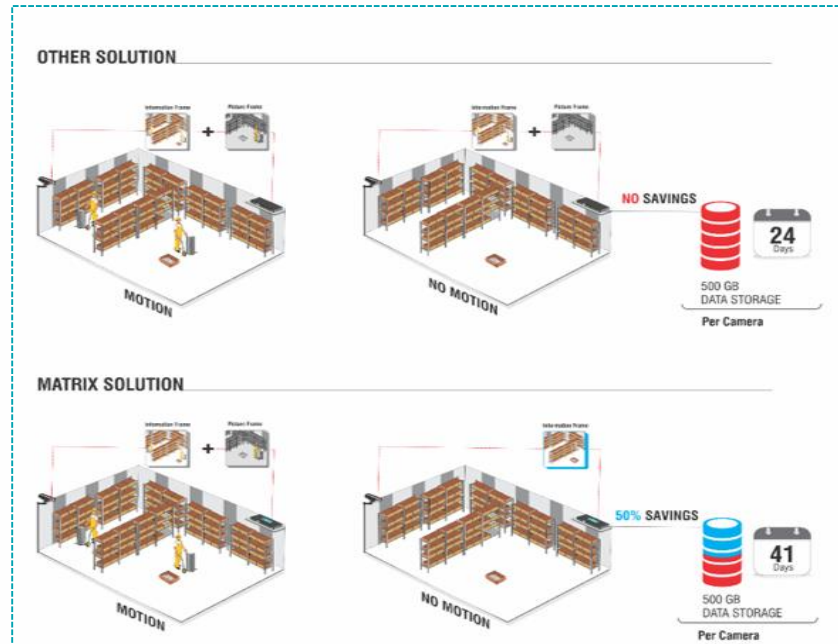 OTHER SOLUTION
Information Frame
+
Picture Frame
Information Frame
+
Picture Frame
MOTION
NO MOTION
NO SAVINGS
24
Days
500 GB
DATA STORAGE
Per Camera
MATRIX SOLUTION
Information Frame
+
Picture Frame
Information Frame
MOTION
NO MOTION
50% SAVINGS
41
Days
500 GB
DATA STORAGE
Per Camera